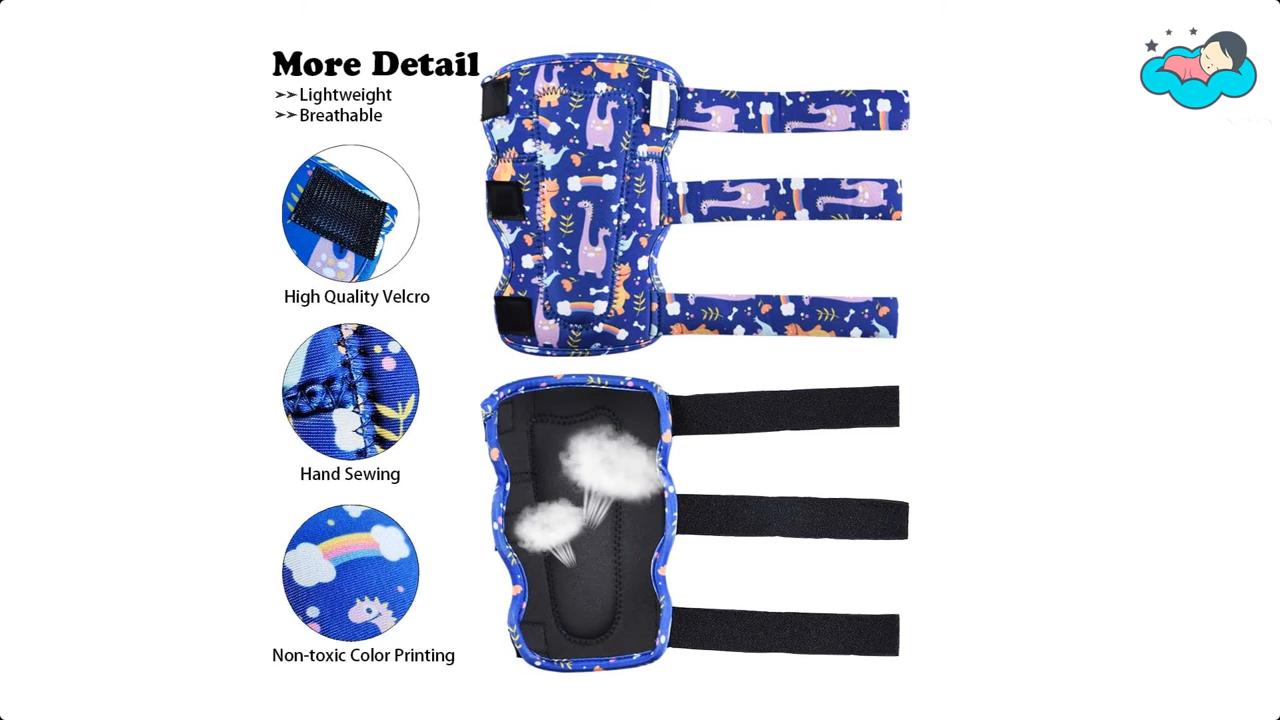 More Detail
➢➢ Lightweight
➢➢ Breathable
High Quality Velcro
Hand Sewing
Non-toxic Color Printing